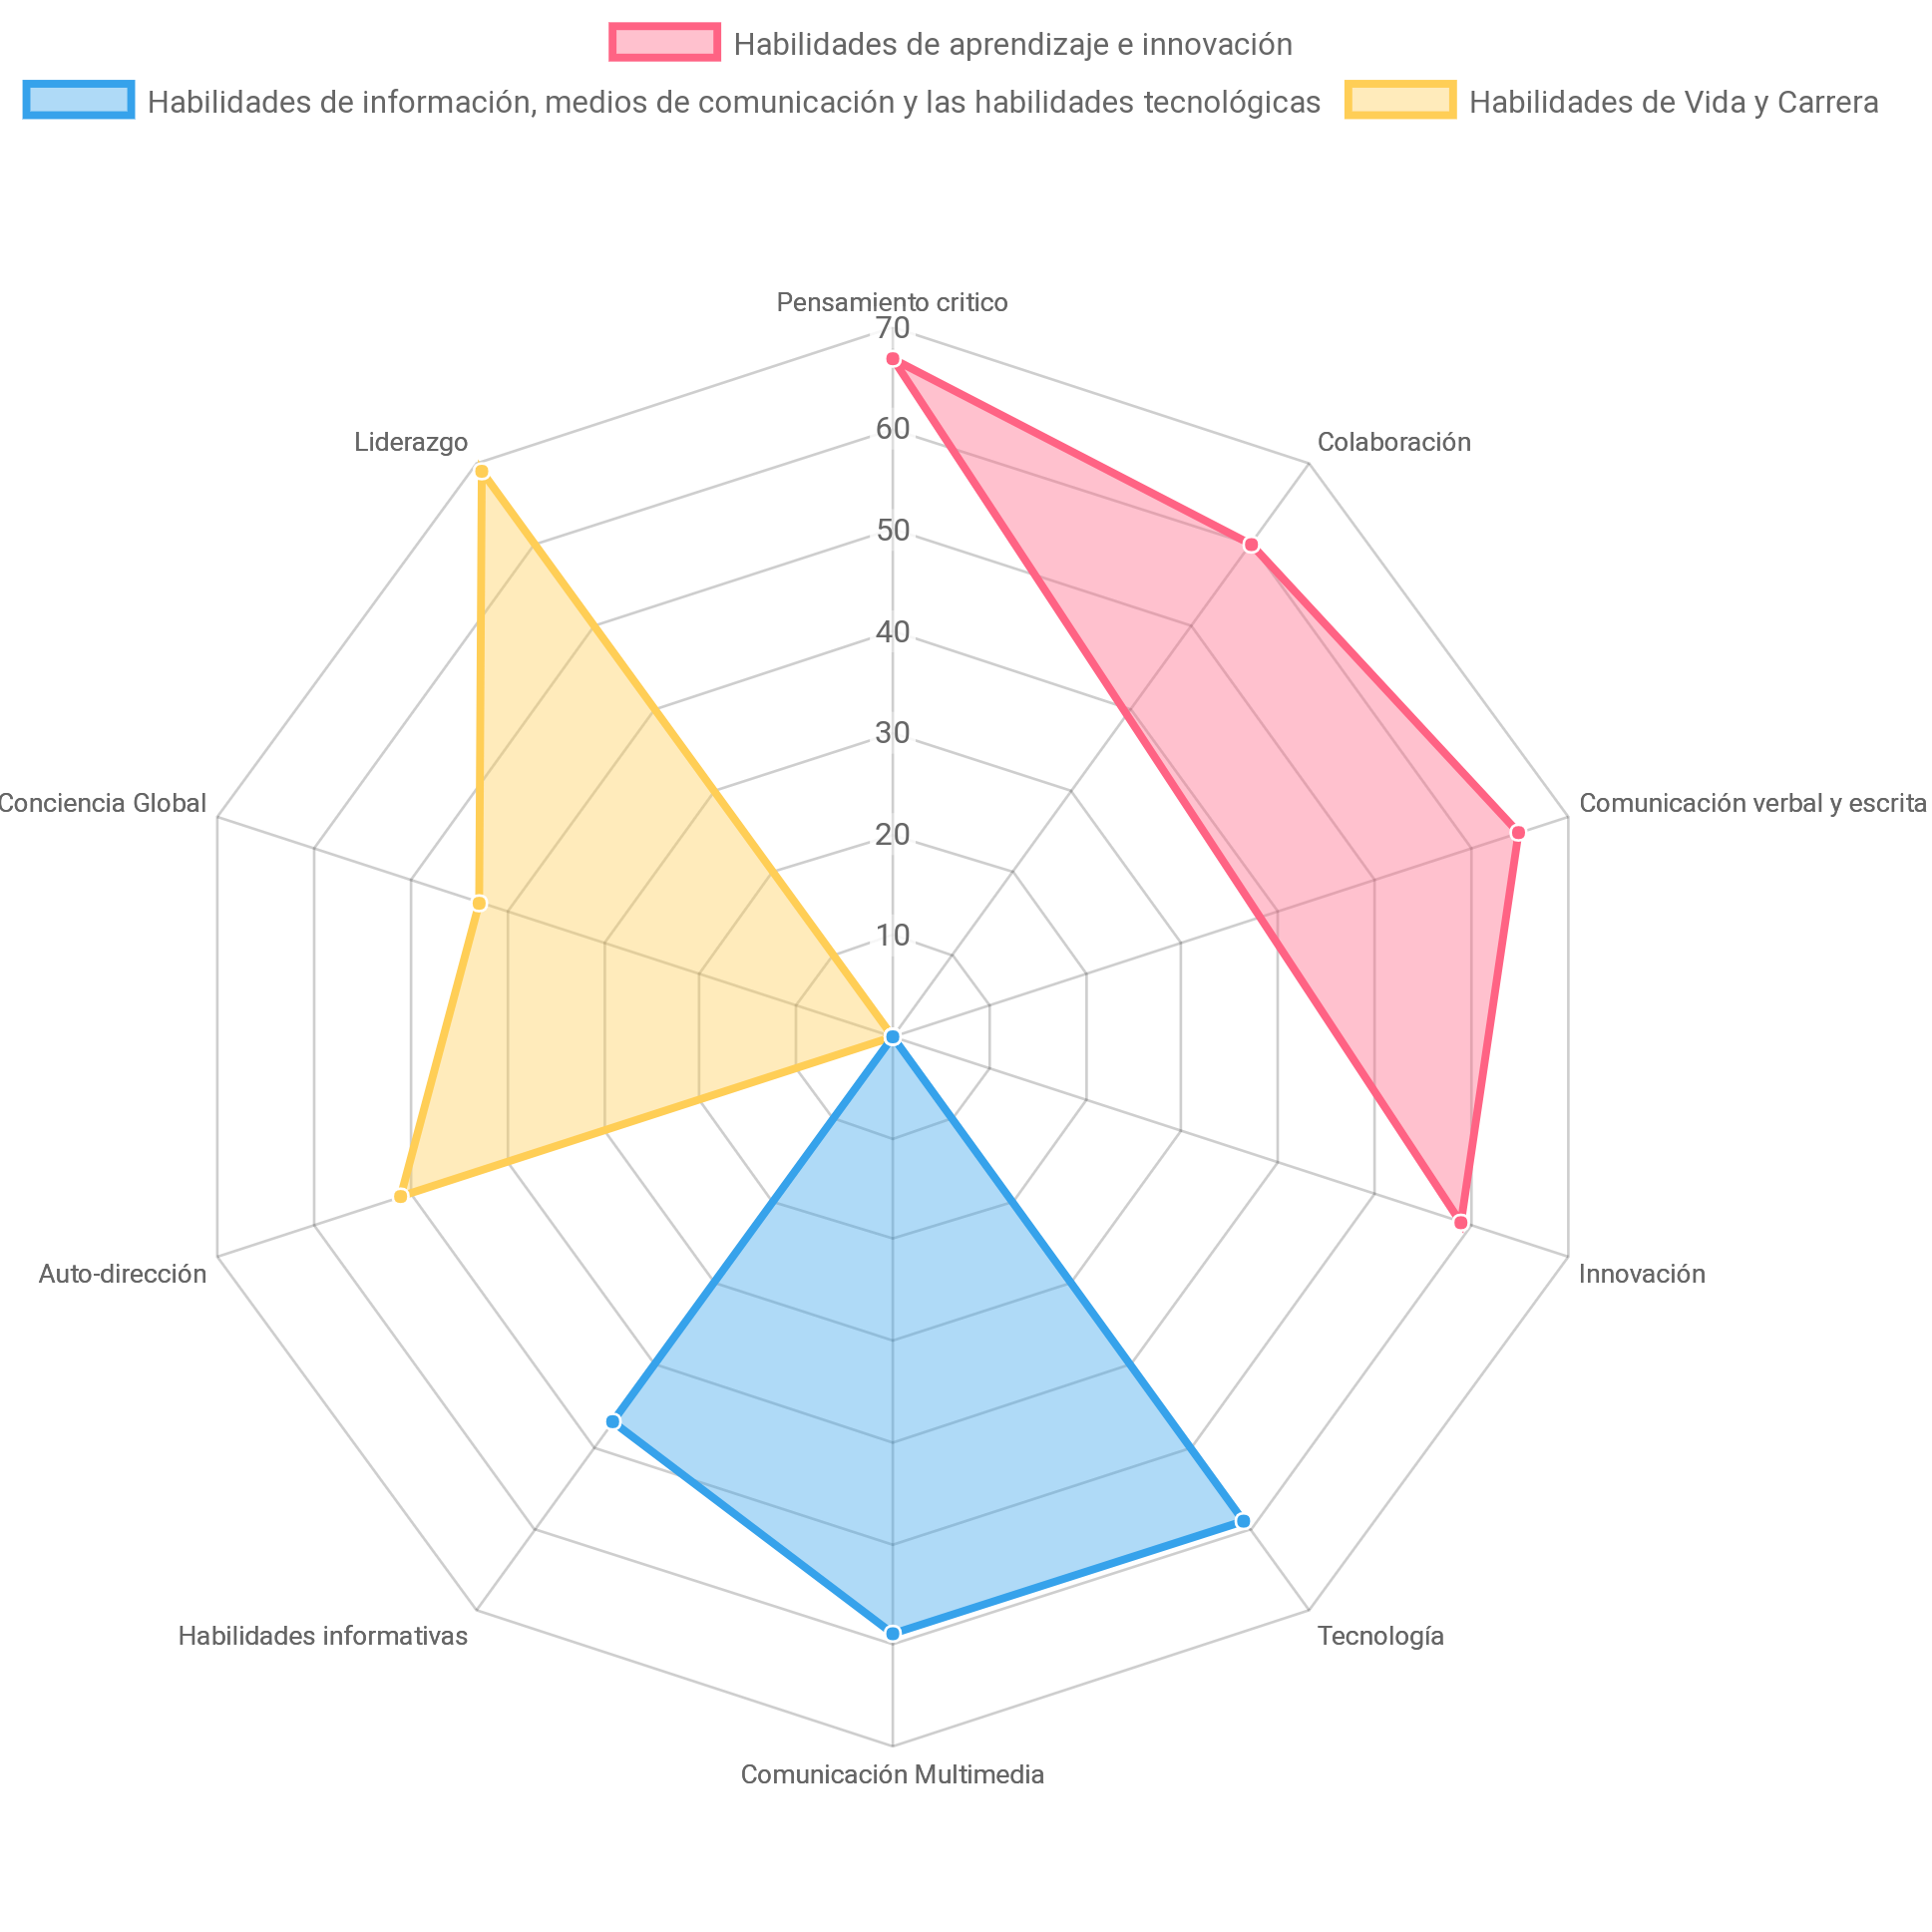 Habilidades de aprendizaje e innovación
Habilidades de información, medios de comunicación y las habilidades tecnológicas
Habilidades de Vida y Carrera
Pensamiento critico
70
Liderazgo
Colaboración
60
50
40
30
Conciencia Global
Comunicación verbal y escrita
20
10
Auto-dirección
Innovación
Habilidades informativas
Tecnología
Comunicación Multimedia